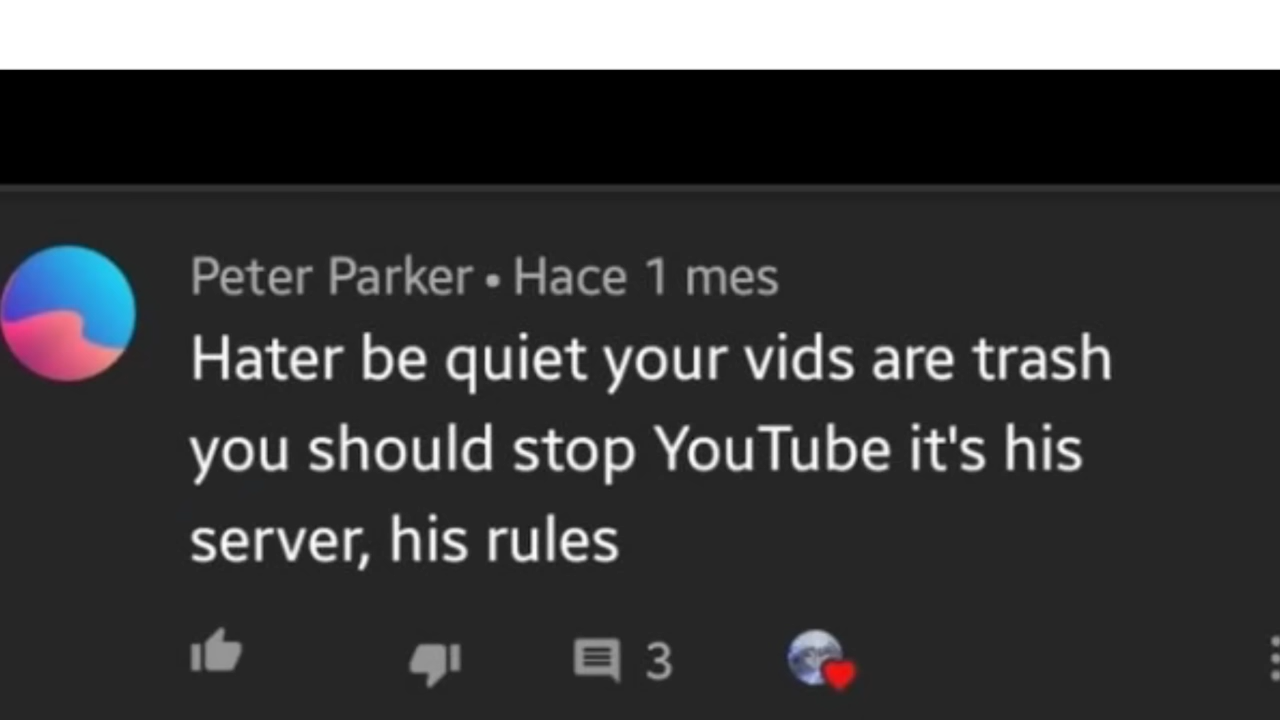 Peter Parker • Hace 1 mes
Hater be quiet your vids are trash
you should stop YouTube it's his
server, his rules
3